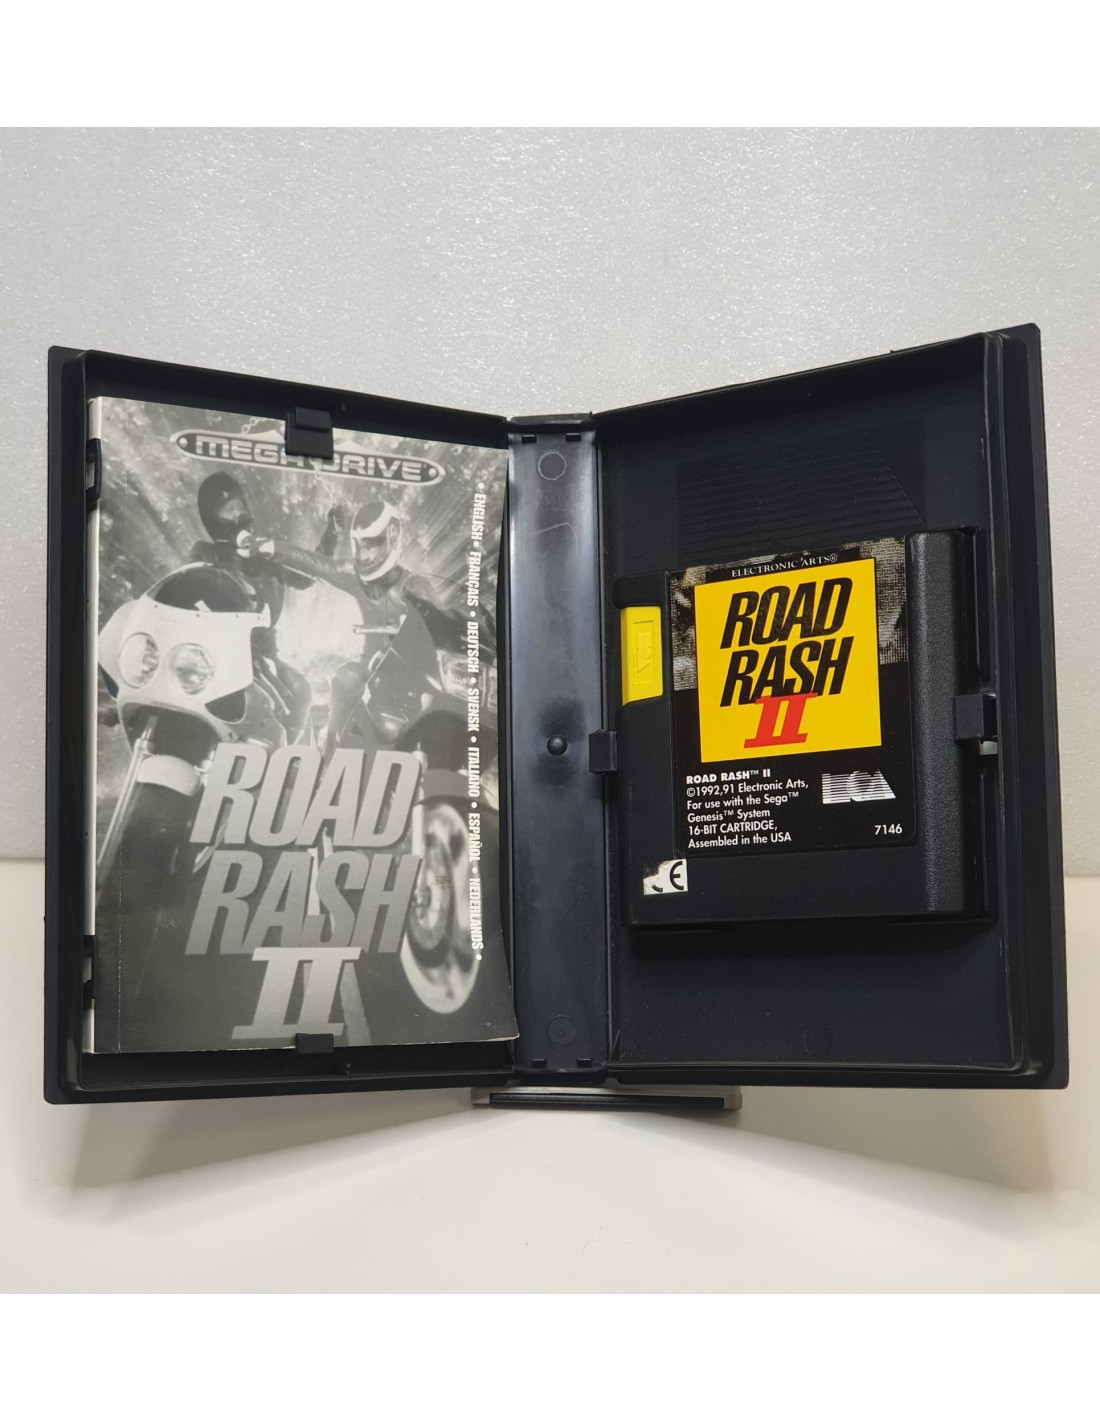 MEGA DRIVE
• ENGLISH • FRANÇAIS • DEUTSCH • SVENSK • ITALIANO • ESPAÑOL • NEDERLANDS •
ROAD
RASH
II
ELECTRONIC ARTS®
ROAD
RASH
II
ROAD RASH™ II
©1992,91 Electronic Arts,
For use with the Sega™
Genesis™ System
16-BIT CARTRIDGE,
Assembled in the USA
EA
7146
CE